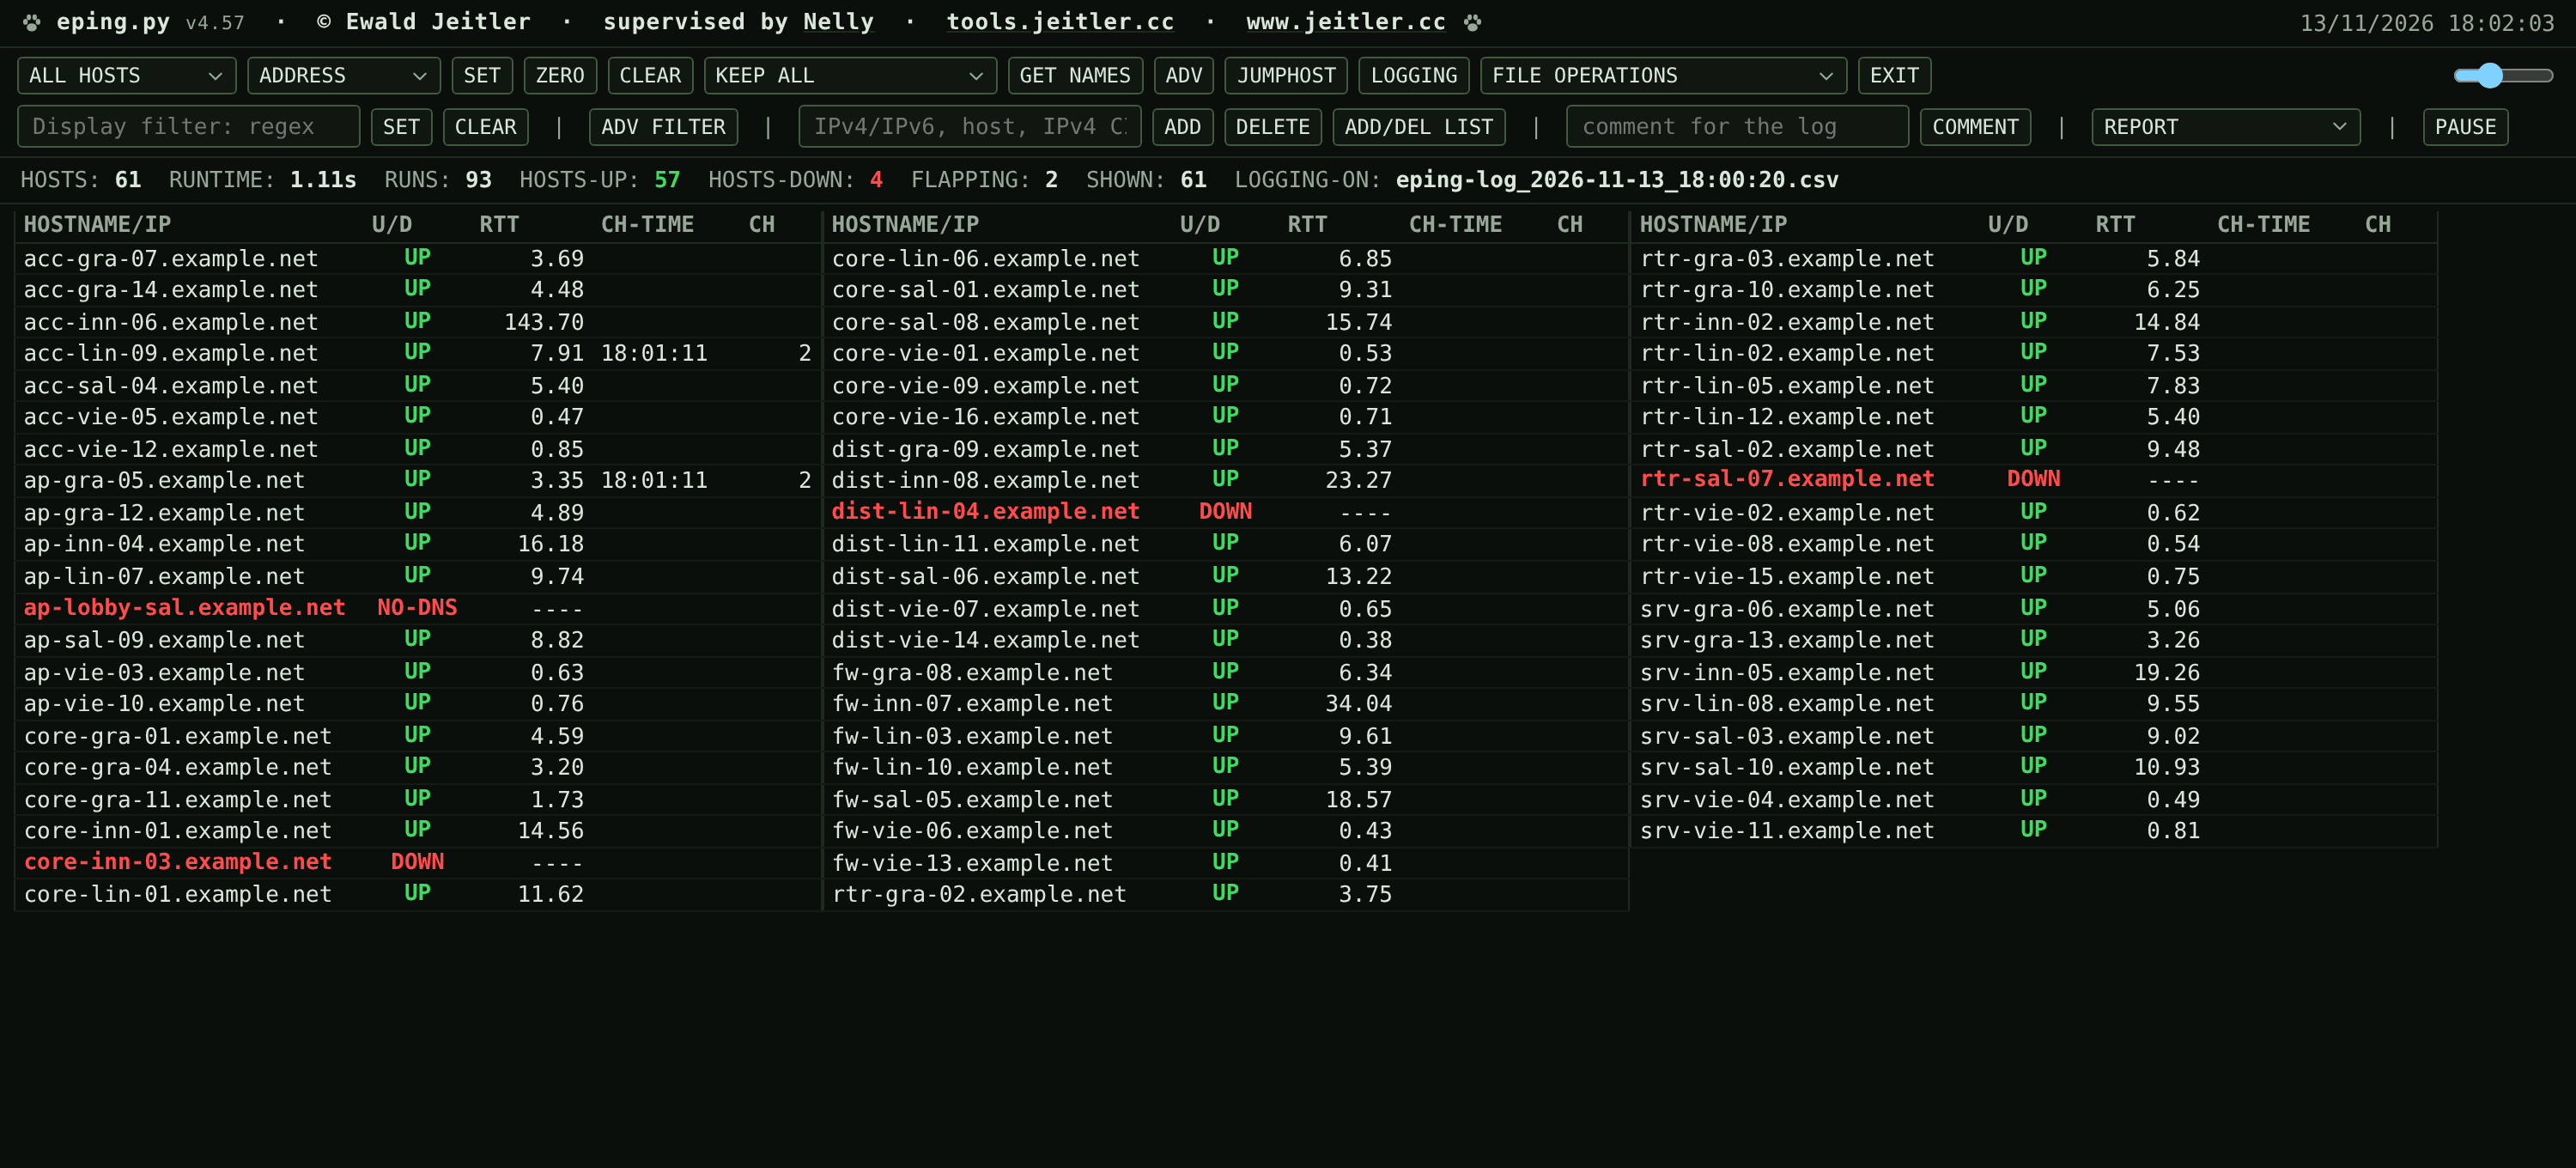 eping.py v4.57 · © Ewald Jeitler · supervised by Nelly · tools.jeitler.cc · www.jeitler.cc 13/11/2026 18:02:03
ALL HOSTS ADDRESS SET ZERO CLEAR KEEP ALL GET NAMES ADV JUMPHOST LOGGING FILE OPERATIONS EXIT
Display filter: regex SET CLEAR | ADV FILTER | IPv4/IPv6, host, IPv4 C ADD DELETE ADD/DEL LIST | comment for the log COMMENT | REPORT | PAUSE
HOSTS: 61 RUNTIME: 1.11s RUNS: 93 HOSTS-UP: 57 HOSTS-DOWN: 4 FLAPPING: 2 SHOWN: 61 LOGGING-ON: eping-log_2026-11-13_18:00:20.csv
HOSTNAME/IP U/D RTT CH-TIME CH HOSTNAME/IP U/D RTT CH-TIME CH HOSTNAME/IP U/D RTT CH-TIME CH
acc-gra-07.example.net UP 3.69 core-lin-06.example.net UP 6.85 rtr-gra-03.example.net UP 5.84
acc-gra-14.example.net UP 4.48 core-sal-01.example.net UP 9.31 rtr-gra-10.example.net UP 6.25
acc-inn-06.example.net UP 143.70 core-sal-08.example.net UP 15.74 rtr-inn-02.example.net UP 14.84
acc-lin-09.example.net UP 7.91 18:01:11 2 core-vie-01.example.net UP 0.53 rtr-lin-02.example.net UP 7.53
acc-sal-04.example.net UP 5.40 core-vie-09.example.net UP 0.72 rtr-lin-05.example.net UP 7.83
acc-vie-05.example.net UP 0.47 core-vie-16.example.net UP 0.71 rtr-lin-12.example.net UP 5.40
acc-vie-12.example.net UP 0.85 dist-gra-09.example.net UP 5.37 rtr-sal-02.example.net UP 9.48
ap-gra-05.example.net UP 3.35 18:01:11 2 dist-inn-08.example.net UP 23.27 rtr-sal-07.example.net DOWN ----
ap-gra-12.example.net UP 4.89 dist-lin-04.example.net DOWN ---- rtr-vie-02.example.net UP 0.62
ap-inn-04.example.net UP 16.18 dist-lin-11.example.net UP 6.07 rtr-vie-08.example.net UP 0.54
ap-lin-07.example.net UP 9.74 dist-sal-06.example.net UP 13.22 rtr-vie-15.example.net UP 0.75
ap-lobby-sal.example.net NO-DNS ---- dist-vie-07.example.net UP 0.65 srv-gra-06.example.net UP 5.06
ap-sal-09.example.net UP 8.82 dist-vie-14.example.net UP 0.38 srv-gra-13.example.net UP 3.26
ap-vie-03.example.net UP 0.63 fw-gra-08.example.net UP 6.34 srv-inn-05.example.net UP 19.26
ap-vie-10.example.net UP 0.76 fw-inn-07.example.net UP 34.04 srv-lin-08.example.net UP 9.55
core-gra-01.example.net UP 4.59 fw-lin-03.example.net UP 9.61 srv-sal-03.example.net UP 9.02
core-gra-04.example.net UP 3.20 fw-lin-10.example.net UP 5.39 srv-sal-10.example.net UP 10.93
core-gra-11.example.net UP 1.73 fw-sal-05.example.net UP 18.57 srv-vie-04.example.net UP 0.49
core-inn-01.example.net UP 14.56 fw-vie-06.example.net UP 0.43 srv-vie-11.example.net UP 0.81
core-inn-03.example.net DOWN ---- fw-vie-13.example.net UP 0.41
core-lin-01.example.net UP 11.62 rtr-gra-02.example.net UP 3.75